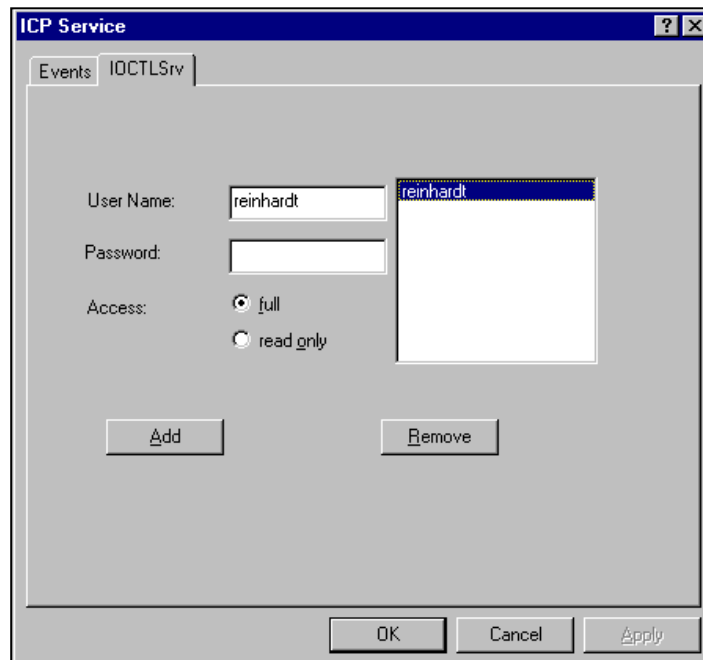 ICP Service
Events IOCTLSrv
User Name: reinhardt
reinhardt
Password:
Access: full
read only
Add Remove
OK Cancel Apply